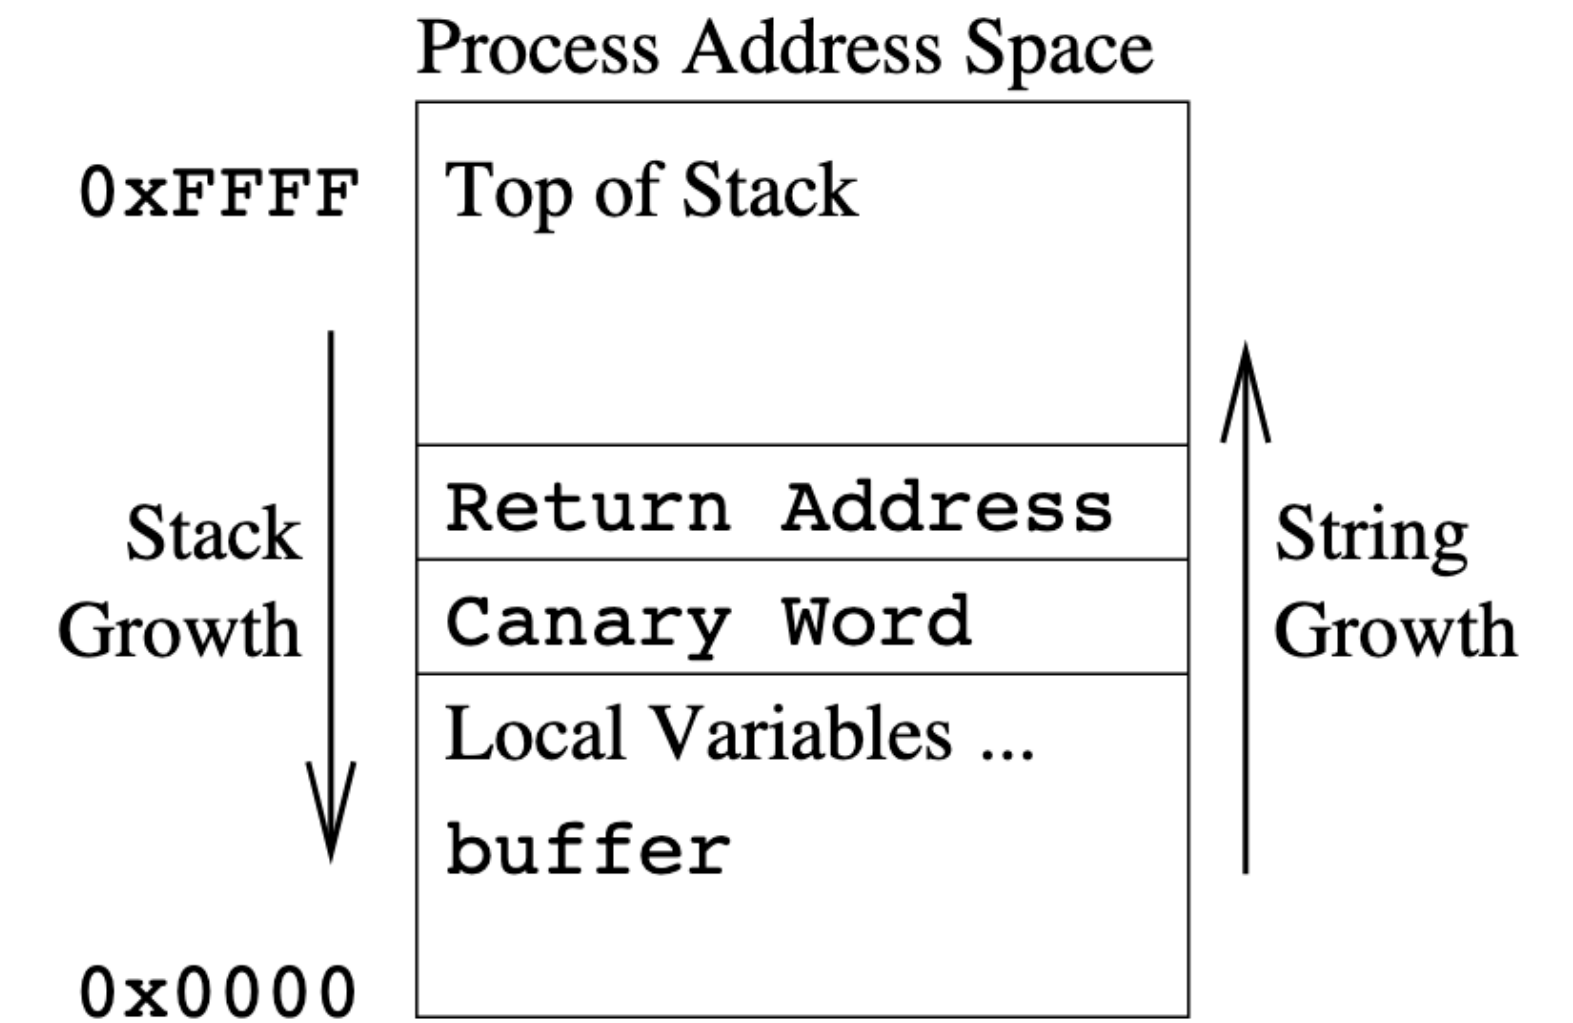 Process Address Space
0xFFFF
Top of Stack
Return Address
Stack
Growth
Canary Word
String
Growth
Local Variables ...
buffer
0x0000